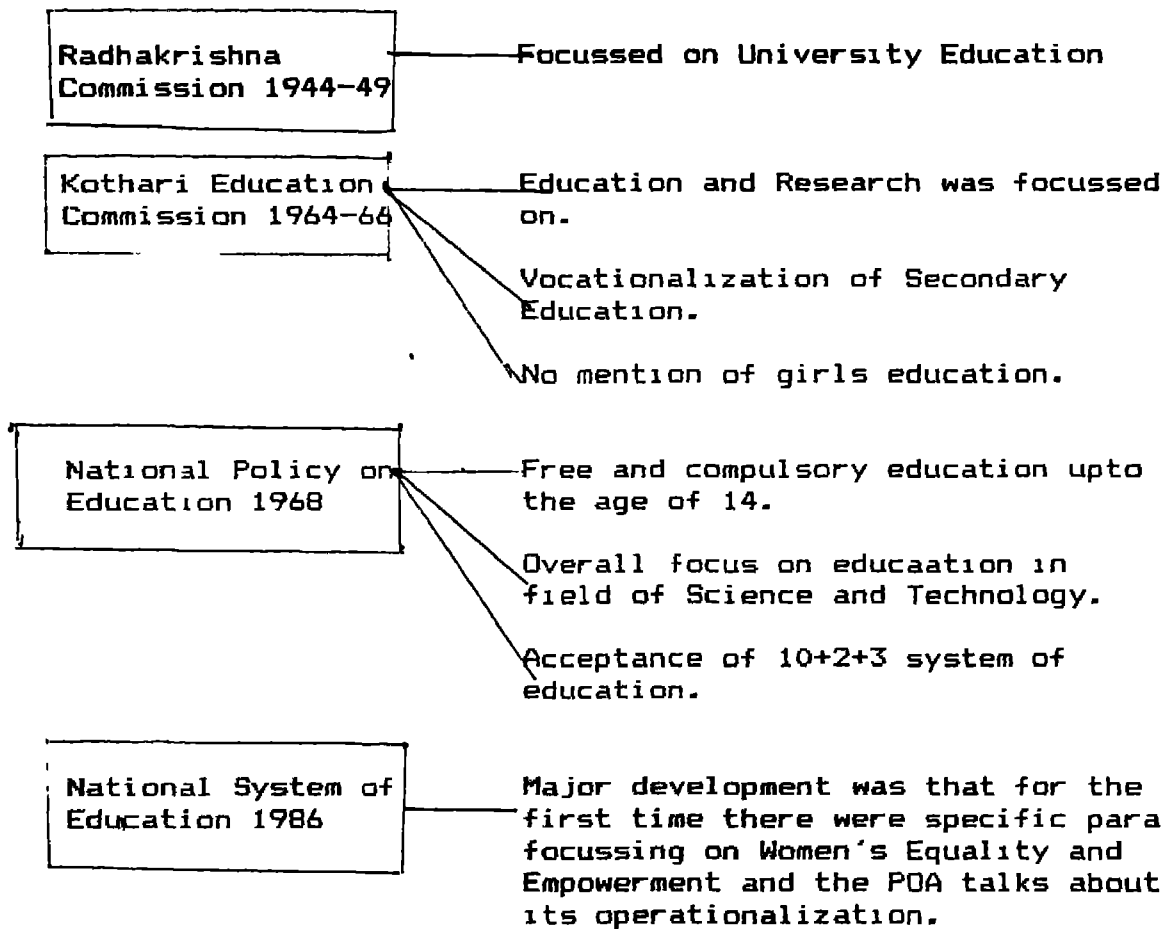 Radhakrishna
Commission 1944-49
Focussed on University Education
Kothari Education
Commission 1964-66
Education and Research was focussed
on.
Vocationalization of Secondary
Education.
No mention of girls education.
National Policy on
Education 1968
Free and compulsory education upto
the age of 14.
Overall focus on educaation in
field of Science and Technology.
Acceptance of 10+2+3 system of
education.
National System of
Education 1986
Major development was that for the
first time there were specific para
focussing on Women's Equality and
Empowerment and the POA talks about
its operationalization.